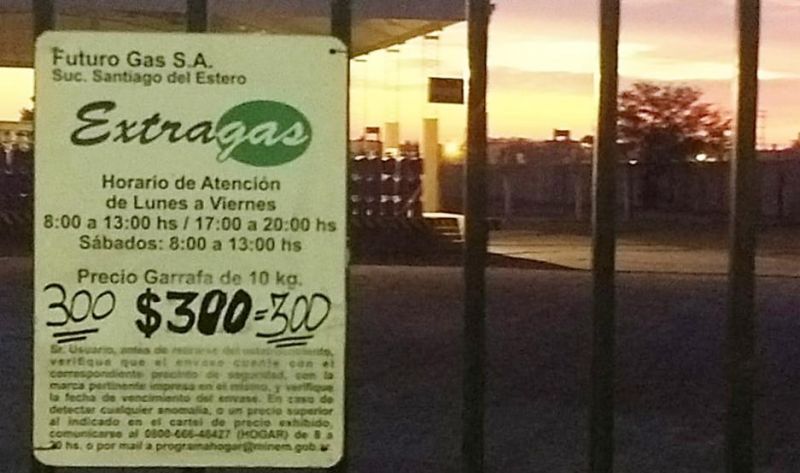 Futuro Gas S.A.
Suc. Santiago del Estero
Extragas
Horario de Atención
de Lunes a Viernes
8:00 a 13:00 hs / 17:00 a 20:00 hs
Sábados: 8:00 a 13:00 hs
Precio Garrafa de 10 kg.
300 $300=300
Sr. Usuario, antes de retirarse del establecimiento,
verifique que el envase cuente con el
correspondiente precinto de seguridad, con la
marca pertinente impresa en el mismo, y verifique
la fecha de vencimiento del envase. En caso de
detectar cualquier anomalía, o un precio superior
al indicado en el cartel de precio exhibido,
comunicarse al 0800-666-46427 (HOGAR) de 8 a
20 hs. o por mail a programahogar@minem.gob.ar